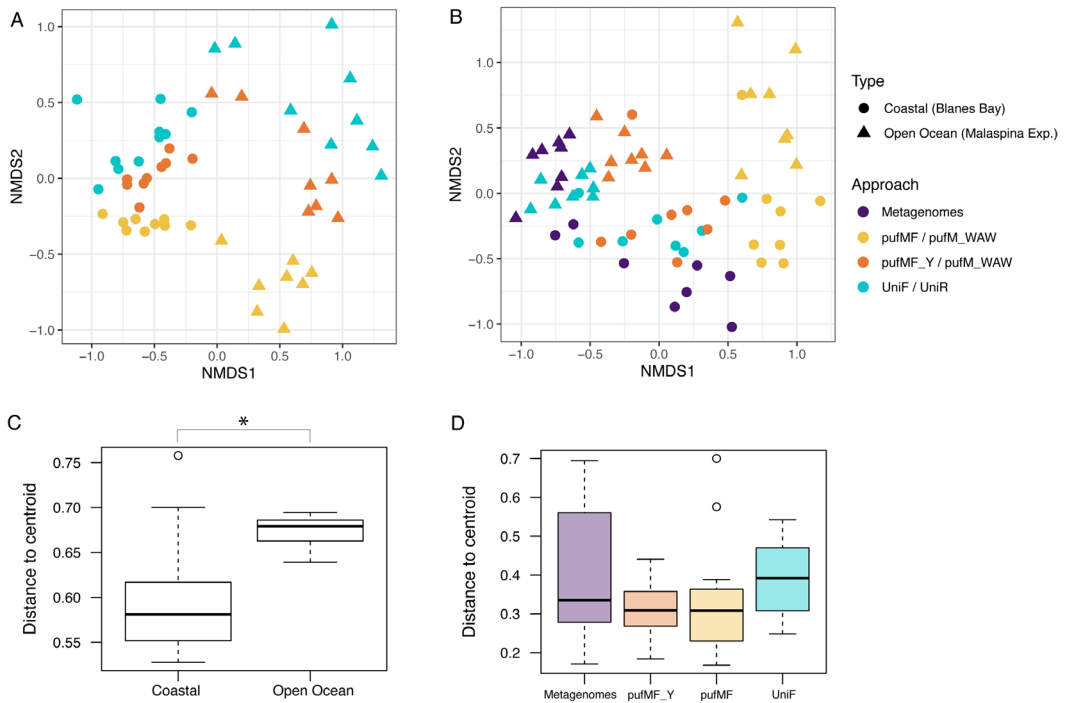 A
1.0
0.5
0.0
−0.5
−1.0
NMDS2
−1.0
−0.5
0.0
0.5
1.0
NMDS1
B
1.0
0.5
0.0
−0.5
−1.0
NMDS2
−1.0
−0.5
0.0
0.5
1.0
NMDS1
Type
Coastal (Blanes Bay)
Open Ocean (Malaspina Exp.)
Approach
Metagenomes
pufMF / pufM_WAW
pufMF_Y / pufM_WAW
UniF / UniR
C
*
0.75
0.70
0.65
0.60
0.55
Distance to centroid
Coastal
Open Ocean
D
0.7
0.6
0.5
0.4
0.3
0.2
Distance to centroid
Metagenomes
pufMF_Y
pufMF
UniF